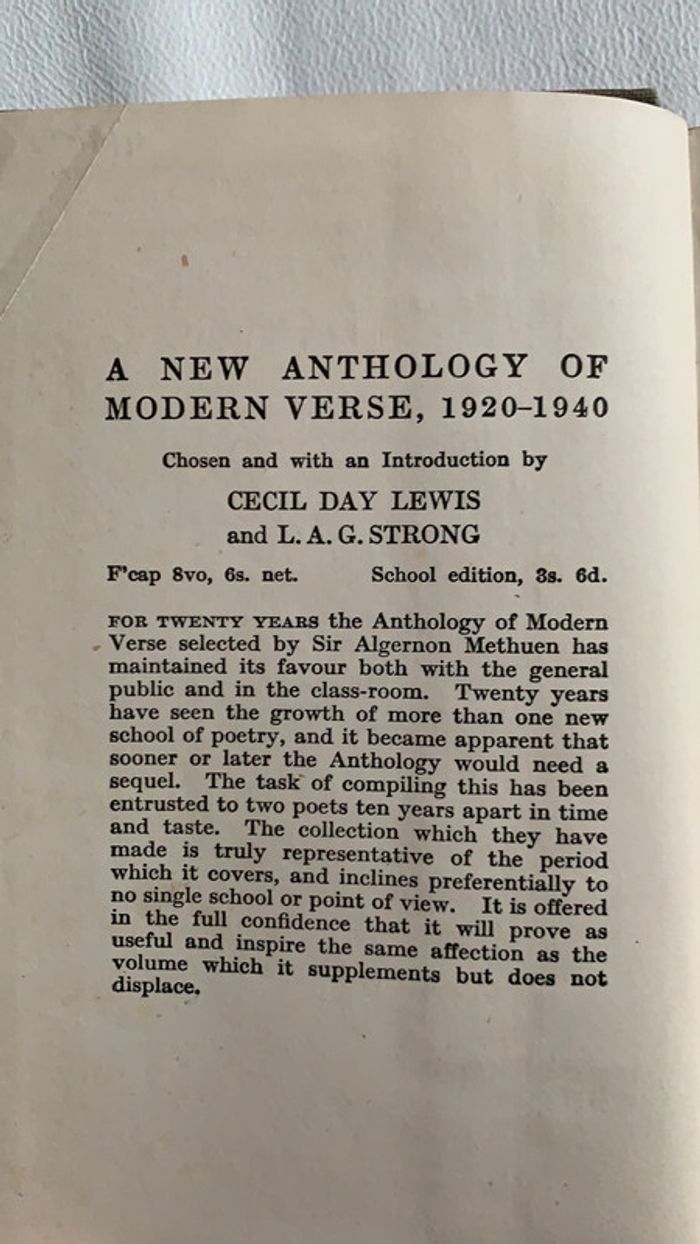 A NEW ANTHOLOGY OF
MODERN VERSE, 1920–1940
Chosen and with an Introduction by
CECIL DAY LEWIS
and L. A. G. STRONG
F'cap 8vo, 6s. net. School edition, 3s. 6d.
FOR TWENTY YEARS the Anthology of Modern
Verse selected by Sir Algernon Methuen has
maintained its favour both with the general
public and in the class-room. Twenty years
have seen the growth of more than one new
school of poetry, and it became apparent that
sooner or later the Anthology would need a
sequel. The task of compiling this has been
entrusted to two poets ten years apart in time
and taste. The collection which they have
made is truly representative of the period
which it covers, and inclines preferentially to
no single school or point of view. It is offered
in the full confidence that it will prove as
useful and inspire the same affection as the
volume which it supplements but does not
displace.